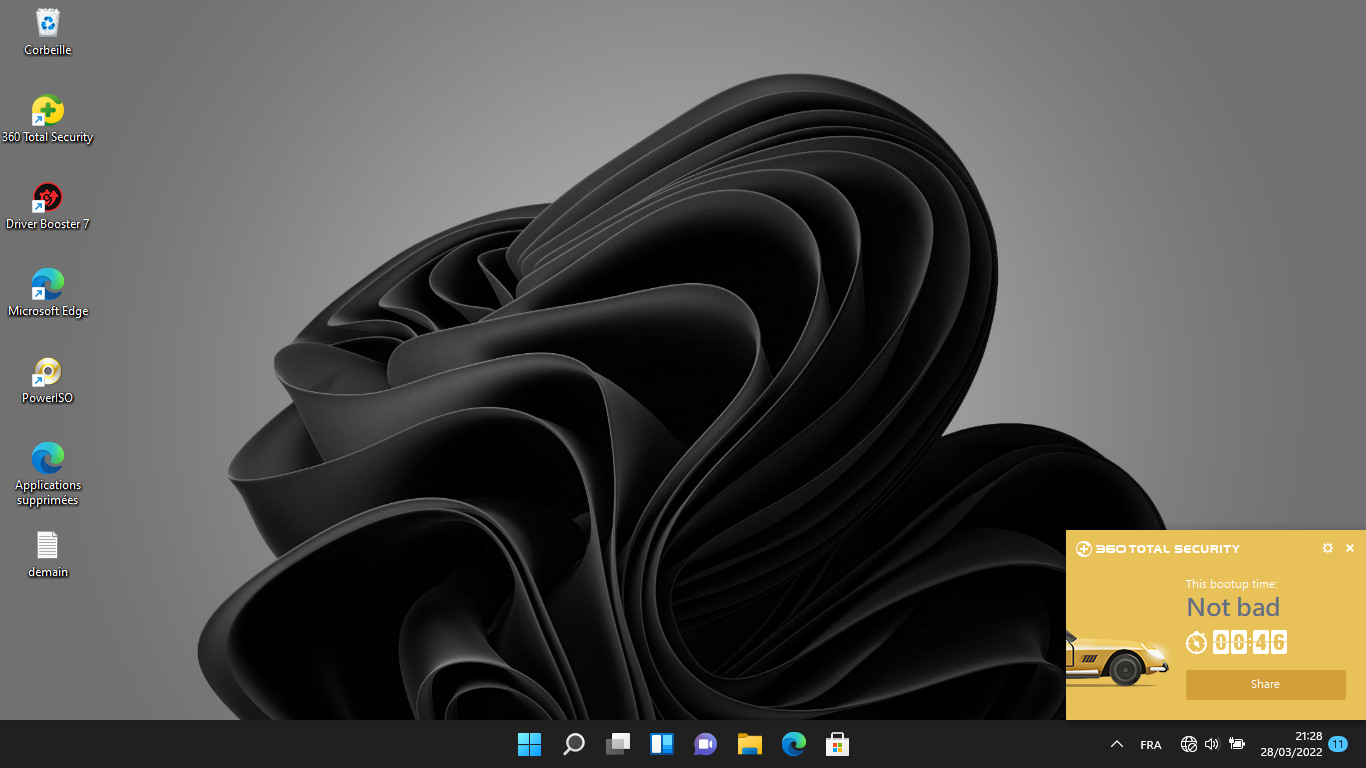 Corbeille
360 Total Security
Driver Booster 7
Microsoft Edge
PowerISO
Applications
supprimées
demain
360 TOTAL SECURITY
This bootup time:
Not bad
00:46
Share
FRA
21:28
28/03/2022
11